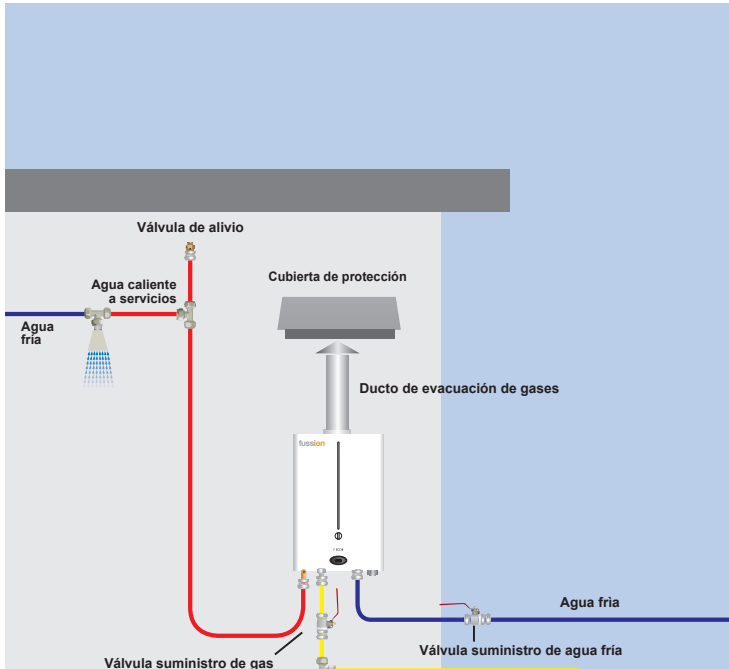 Válvula de alivio
Agua caliente
a servicios
Cubierta de protección
Agua
fría
Ducto de evacuación de gases
fussion
Agua frìa
Válvula suministro de agua fría
Válvula suministro de gas